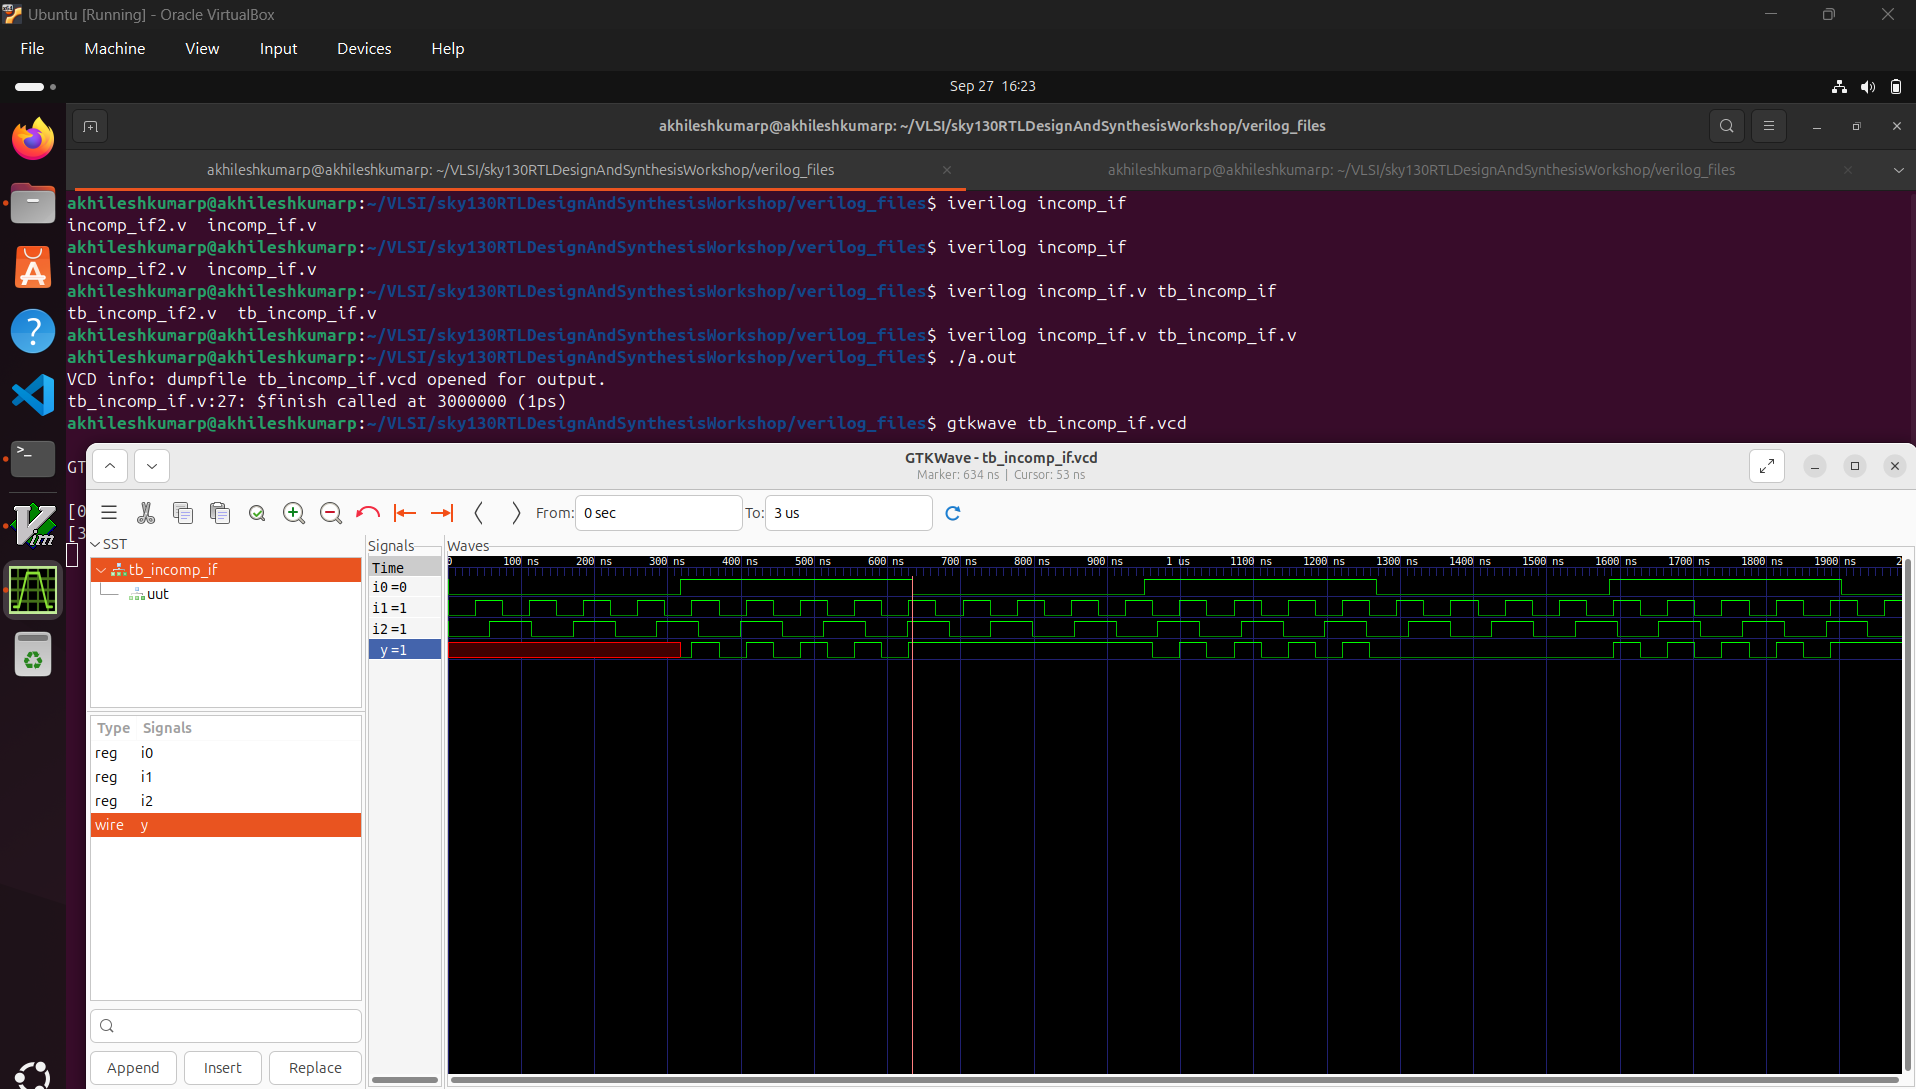 Ubuntu [Running] - Oracle VirtualBox
File Machine View Input Devices Help
Sep 27 16:23
akhileshkumarp@akhileshkumarp: ~/VLSI/sky130RTLDesignAndSynthesisWorkshop/verilog_files
akhileshkumarp@akhileshkumarp: ~/VLSI/sky130RTLDesignAndSynthesisWorkshop/verilog_files
akhileshkumarp@akhileshkumarp: ~/VLSI/sky130RTLDesignAndSynthesisWorkshop/verilog_files
akhileshkumarp@akhileshkumarp:~/VLSI/sky130RTLDesignAndSynthesisWorkshop/verilog_files$ iverilog incomp_if
incomp_if2.v  incomp_if.v
akhileshkumarp@akhileshkumarp:~/VLSI/sky130RTLDesignAndSynthesisWorkshop/verilog_files$ iverilog incomp_if
incomp_if2.v  incomp_if.v
akhileshkumarp@akhileshkumarp:~/VLSI/sky130RTLDesignAndSynthesisWorkshop/verilog_files$ iverilog incomp_if.v tb_incomp_if
tb_incomp_if2.v  tb_incomp_if.v
akhileshkumarp@akhileshkumarp:~/VLSI/sky130RTLDesignAndSynthesisWorkshop/verilog_files$ iverilog incomp_if.v tb_incomp_if.v
akhileshkumarp@akhileshkumarp:~/VLSI/sky130RTLDesignAndSynthesisWorkshop/verilog_files$ ./a.out
VCD info: dumpfile tb_incomp_if.vcd opened for output.
tb_incomp_if.v:27: $finish called at 3000000 (1ps)
akhileshkumarp@akhileshkumarp:~/VLSI/sky130RTLDesignAndSynthesisWorkshop/verilog_files$ gtkwave tb_incomp_if.vcd
GT
[0
[3
GTKWave - tb_incomp_if.vcd
Marker: 634 ns | Cursor: 53 ns
From: 0 sec To: 3 us
SST
tb_incomp_if
uut
Type Signals
reg i0
reg i1
reg i2
wire y
Append Insert Replace
Signals
Time
i0 =0
i1 =1
i2 =1
y =1
Waves
0 100 ns 200 ns 300 ns 400 ns 500 ns 600 ns 700 ns 800 ns 900 ns 1 us 1100 ns 1200 ns 1300 ns 1400 ns 1500 ns 1600 ns 1700 ns 1800 ns 1900 ns 2